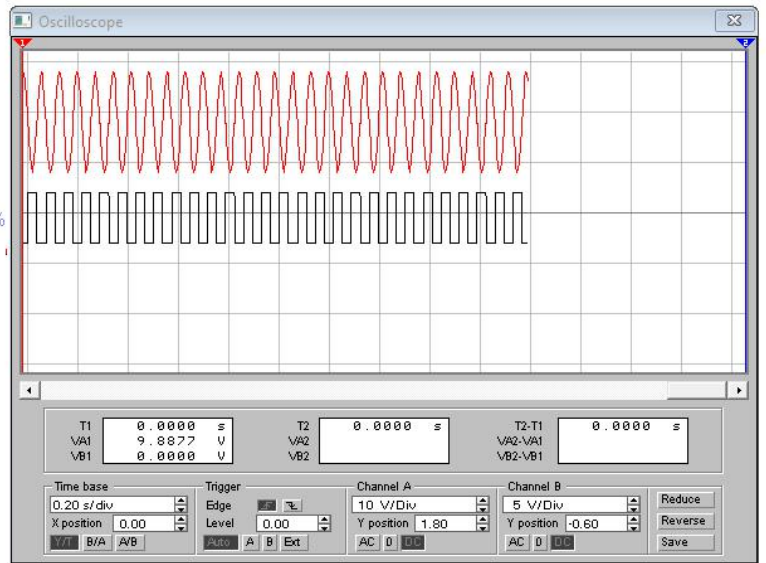 Oscilloscope
1 2
T1 0.0000 s T2 0.0000 s T2-T1 0.0000 s
VA1 9.8877 V VA2 VA2-VA1
VB1 0.0000 V VB2 VB2-VB1
Time base Trigger Channel A Channel B
0.20 s/div Edge 10 V/Div 5 V/Div Reduce
X position 0.00 Level 0.00 Y position 1.80 Y position -0.60 Reverse
Y/T B/A A/B Auto A B Ext AC 0 DC AC 0 DC Save